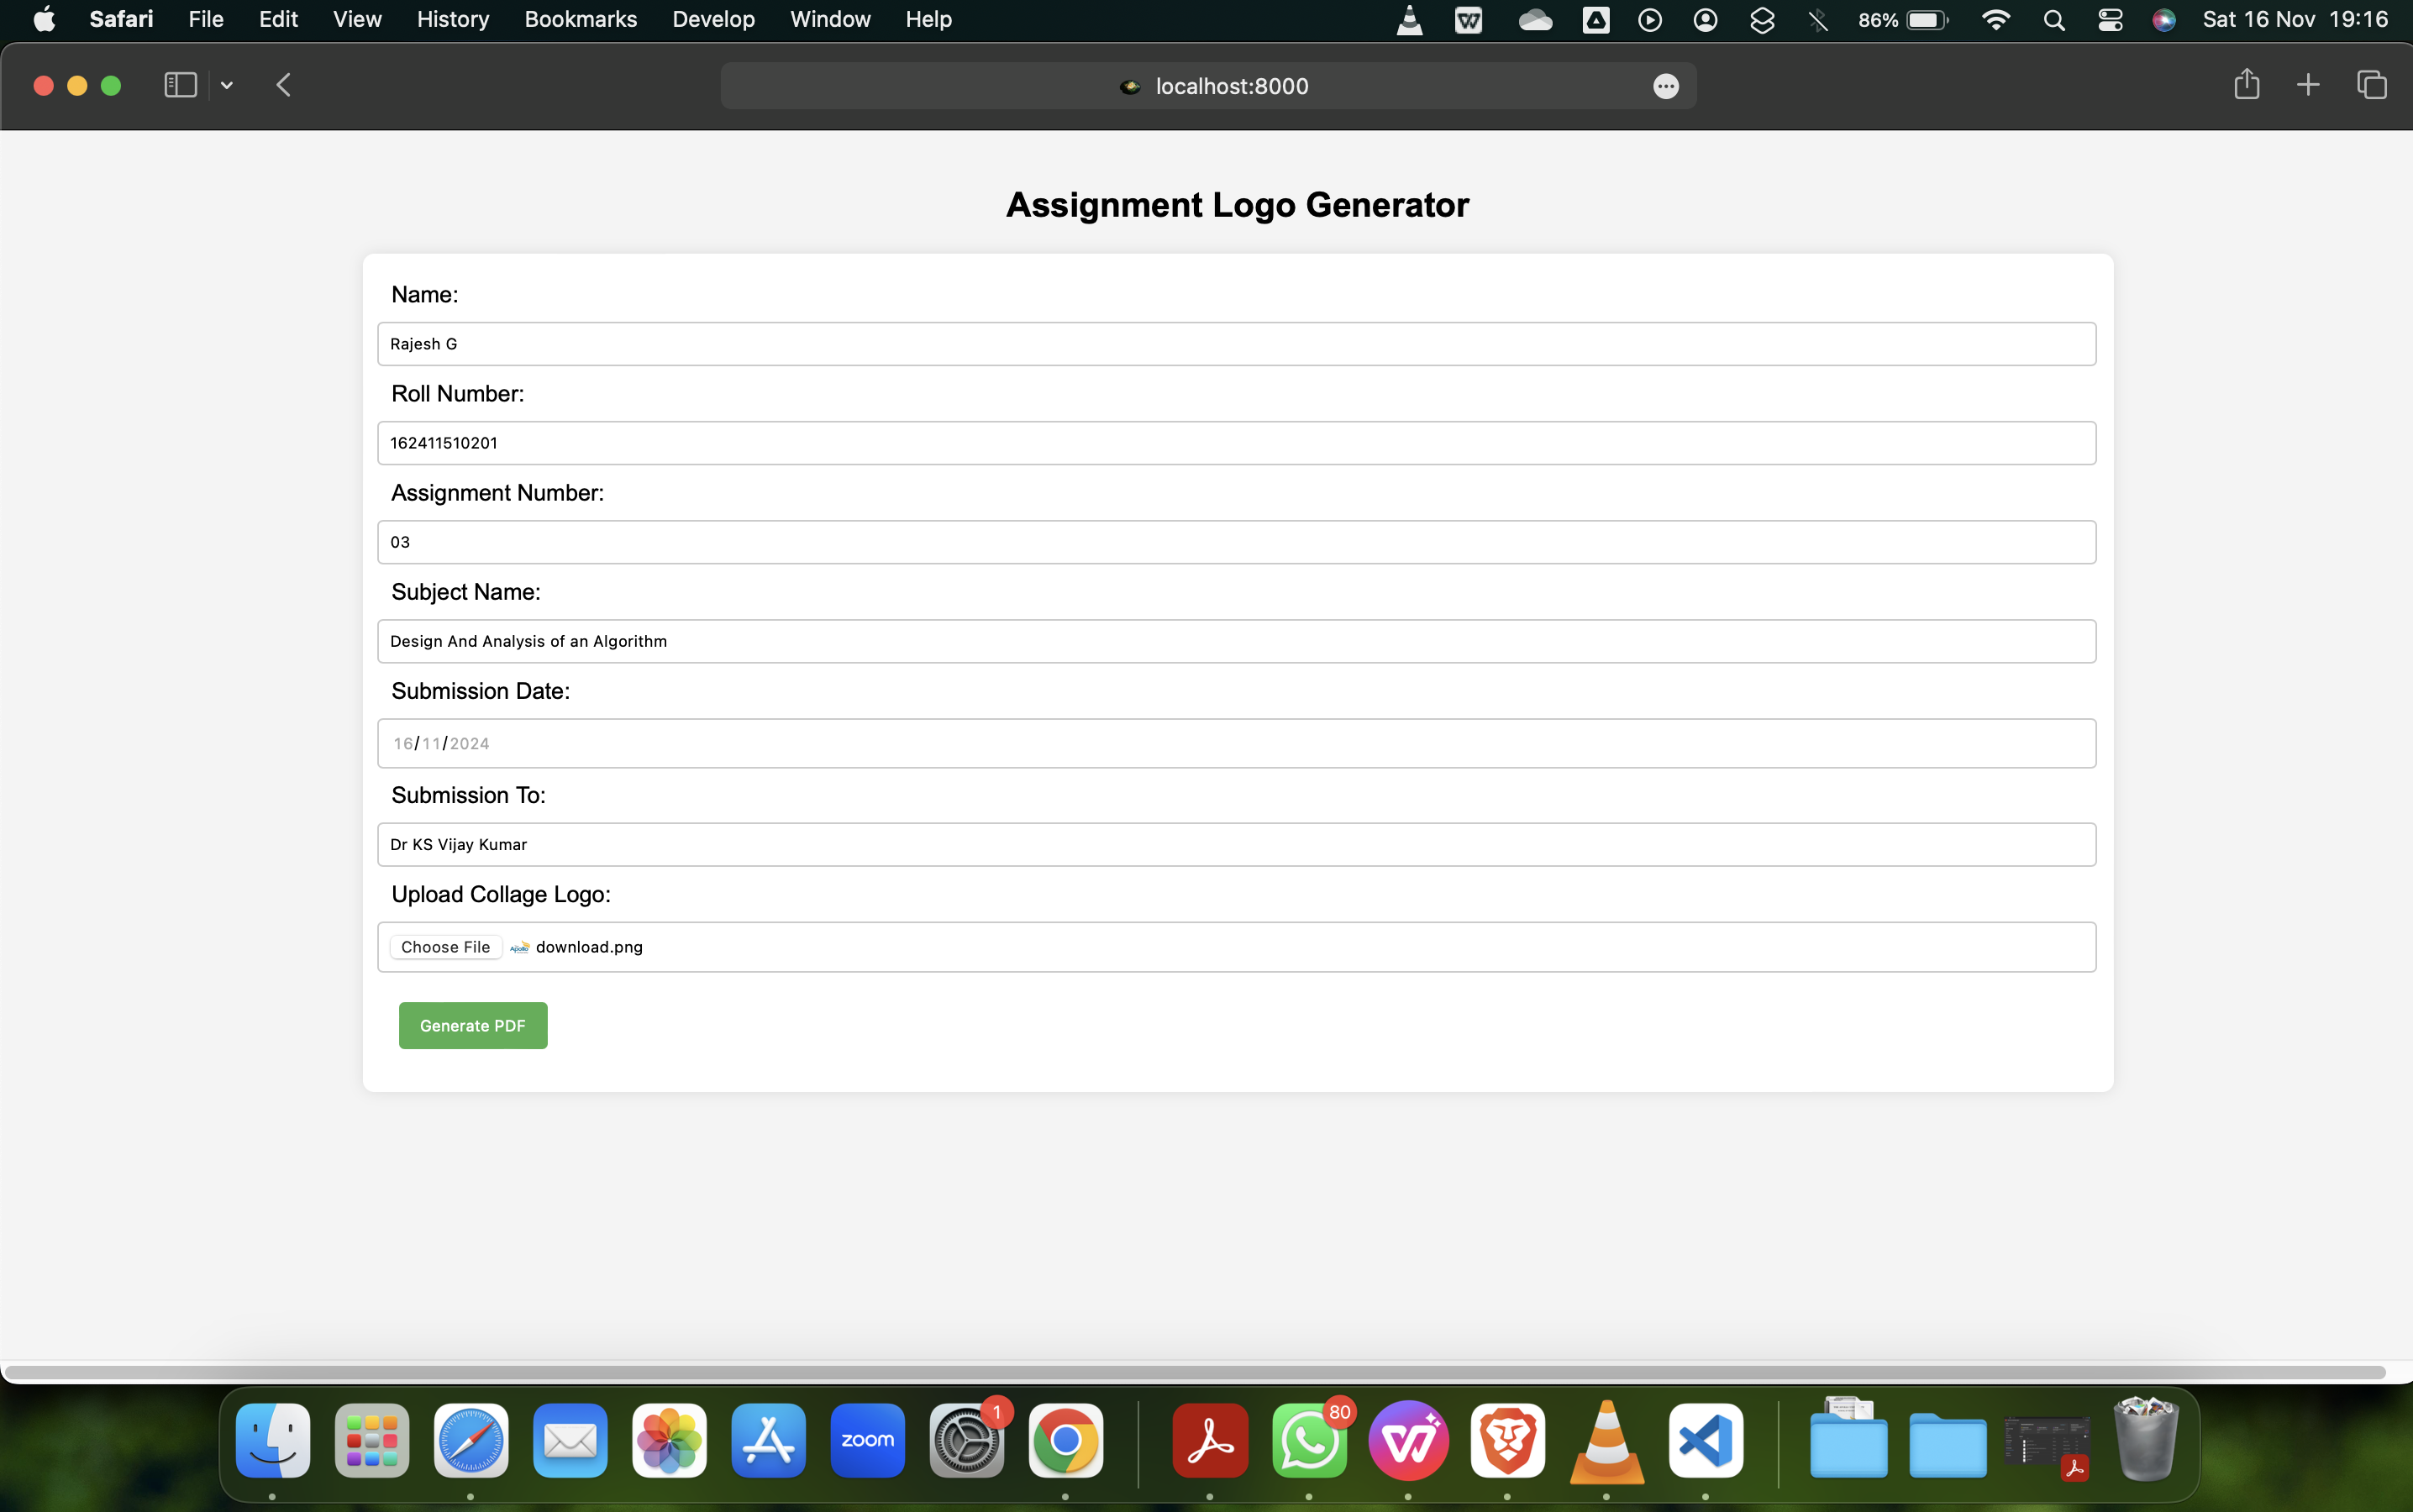 Safari File Edit View History Bookmarks Develop Window Help 86% Sat 16 Nov 19:16
localhost:8000
Assignment Logo Generator
Name:
Rajesh G
Roll Number:
162411510201
Assignment Number:
03
Subject Name:
Design And Analysis of an Algorithm
Submission Date:
16/11/2024
Submission To:
Dr KS Vijay Kumar
Upload Collage Logo:
Choose File Apollo download.png
Generate PDF
zoom 1 80